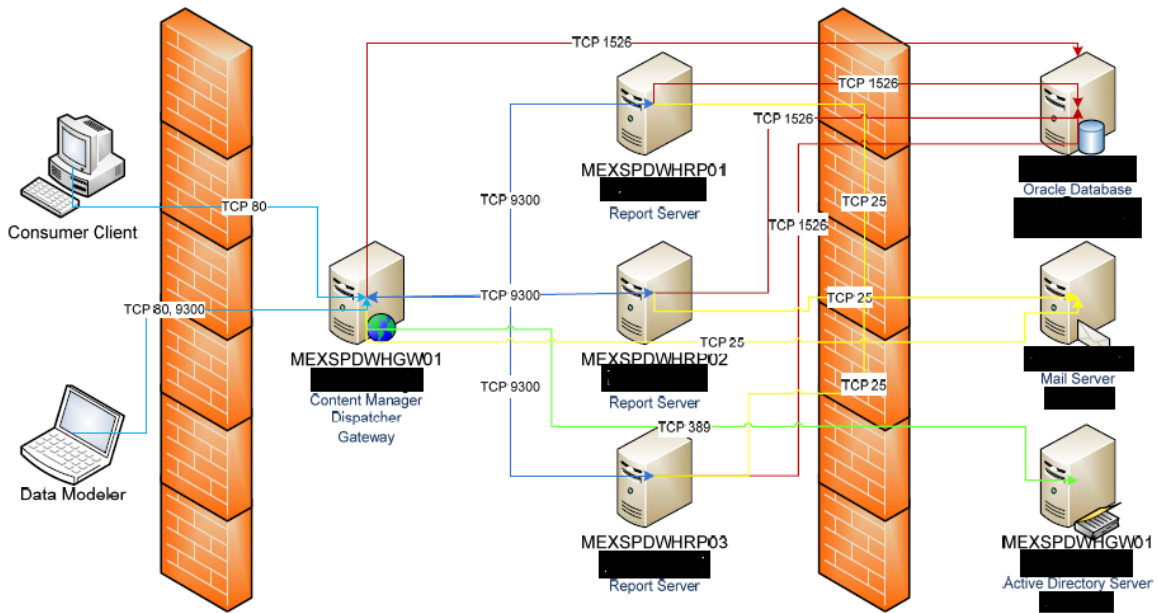 TCP 1526
TCP 1526
TCP 1526
TCP 9300
MEXSPDWHRP01
Report Server
Oracle Database
TCP 25
Consumer Client
TCP 80
TCP 1526
TCP 80, 9300
TCP 9300
TCP 25
TCP 25
MEXSPDWHGW01
Content Manager
Dispatcher
Gateway
MEXSPDWHRP02
Report Server
Mail Server
TCP 9300
TCP 25
TCP 389
Data Modeler
MEXSPDWHRP03
Report Server
MEXSPDWHGW01
Active Directory Server